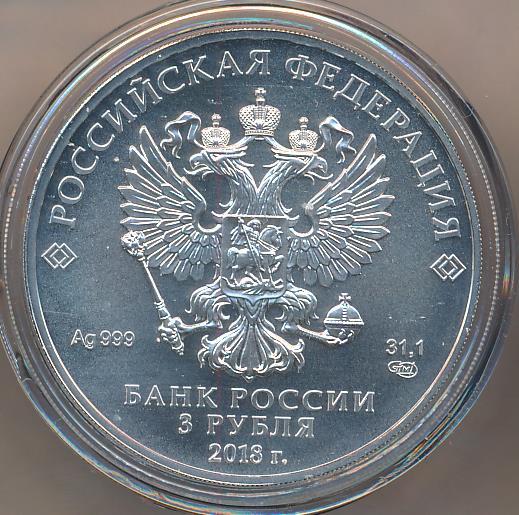 РОССИЙСКАЯ ФЕДЕРАЦИЯ
Ag 999
31,1
СПМД
БАНК РОССИИ
3 РУБЛЯ
2018 г.